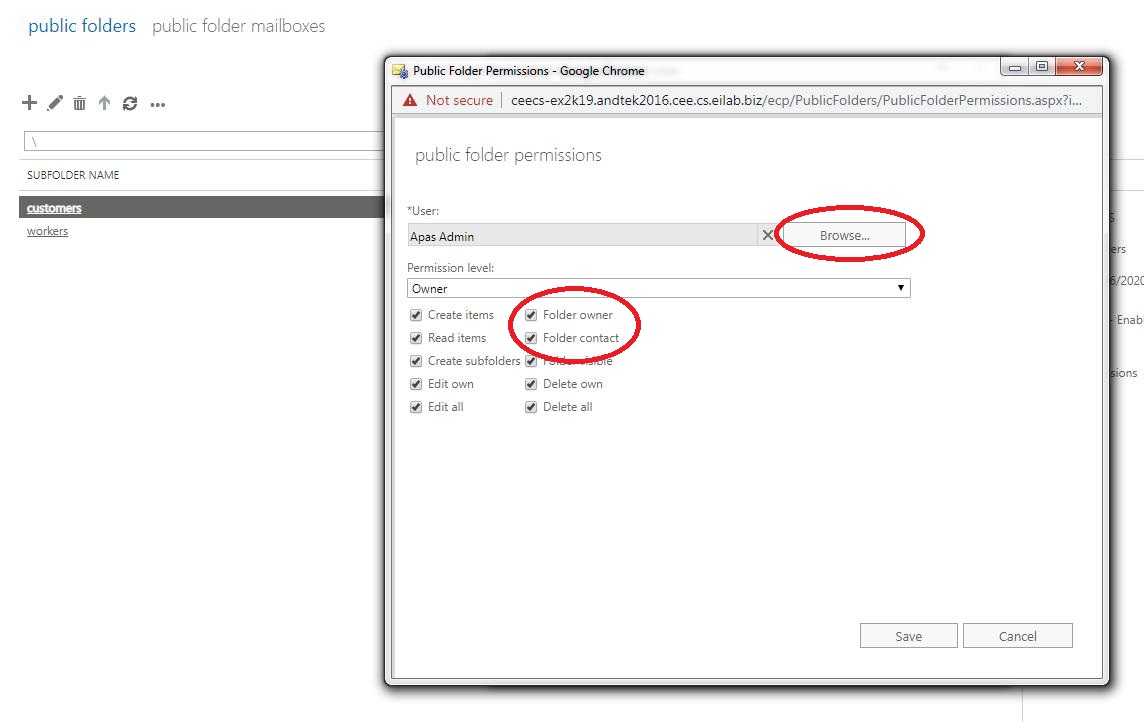 public folders public folder mailboxes
Public Folder Permissions - Google Chrome
Not secure ceecs-ex2k19.andtek2016.cee.cs.eilab.biz/ecp/PublicFolders/PublicFolderPermissions.aspx?i...
\
public folder permissions
SUBFOLDER NAME
customers
workers
*User:
Apas Admin Browse...
Permission level:
Owner
Create items Folder owner
Read items Folder contact
Create subfolders Folder visible
Edit own Delete own
Edit all Delete all
Save Cancel
ers
6/2020
- Enabl
sions